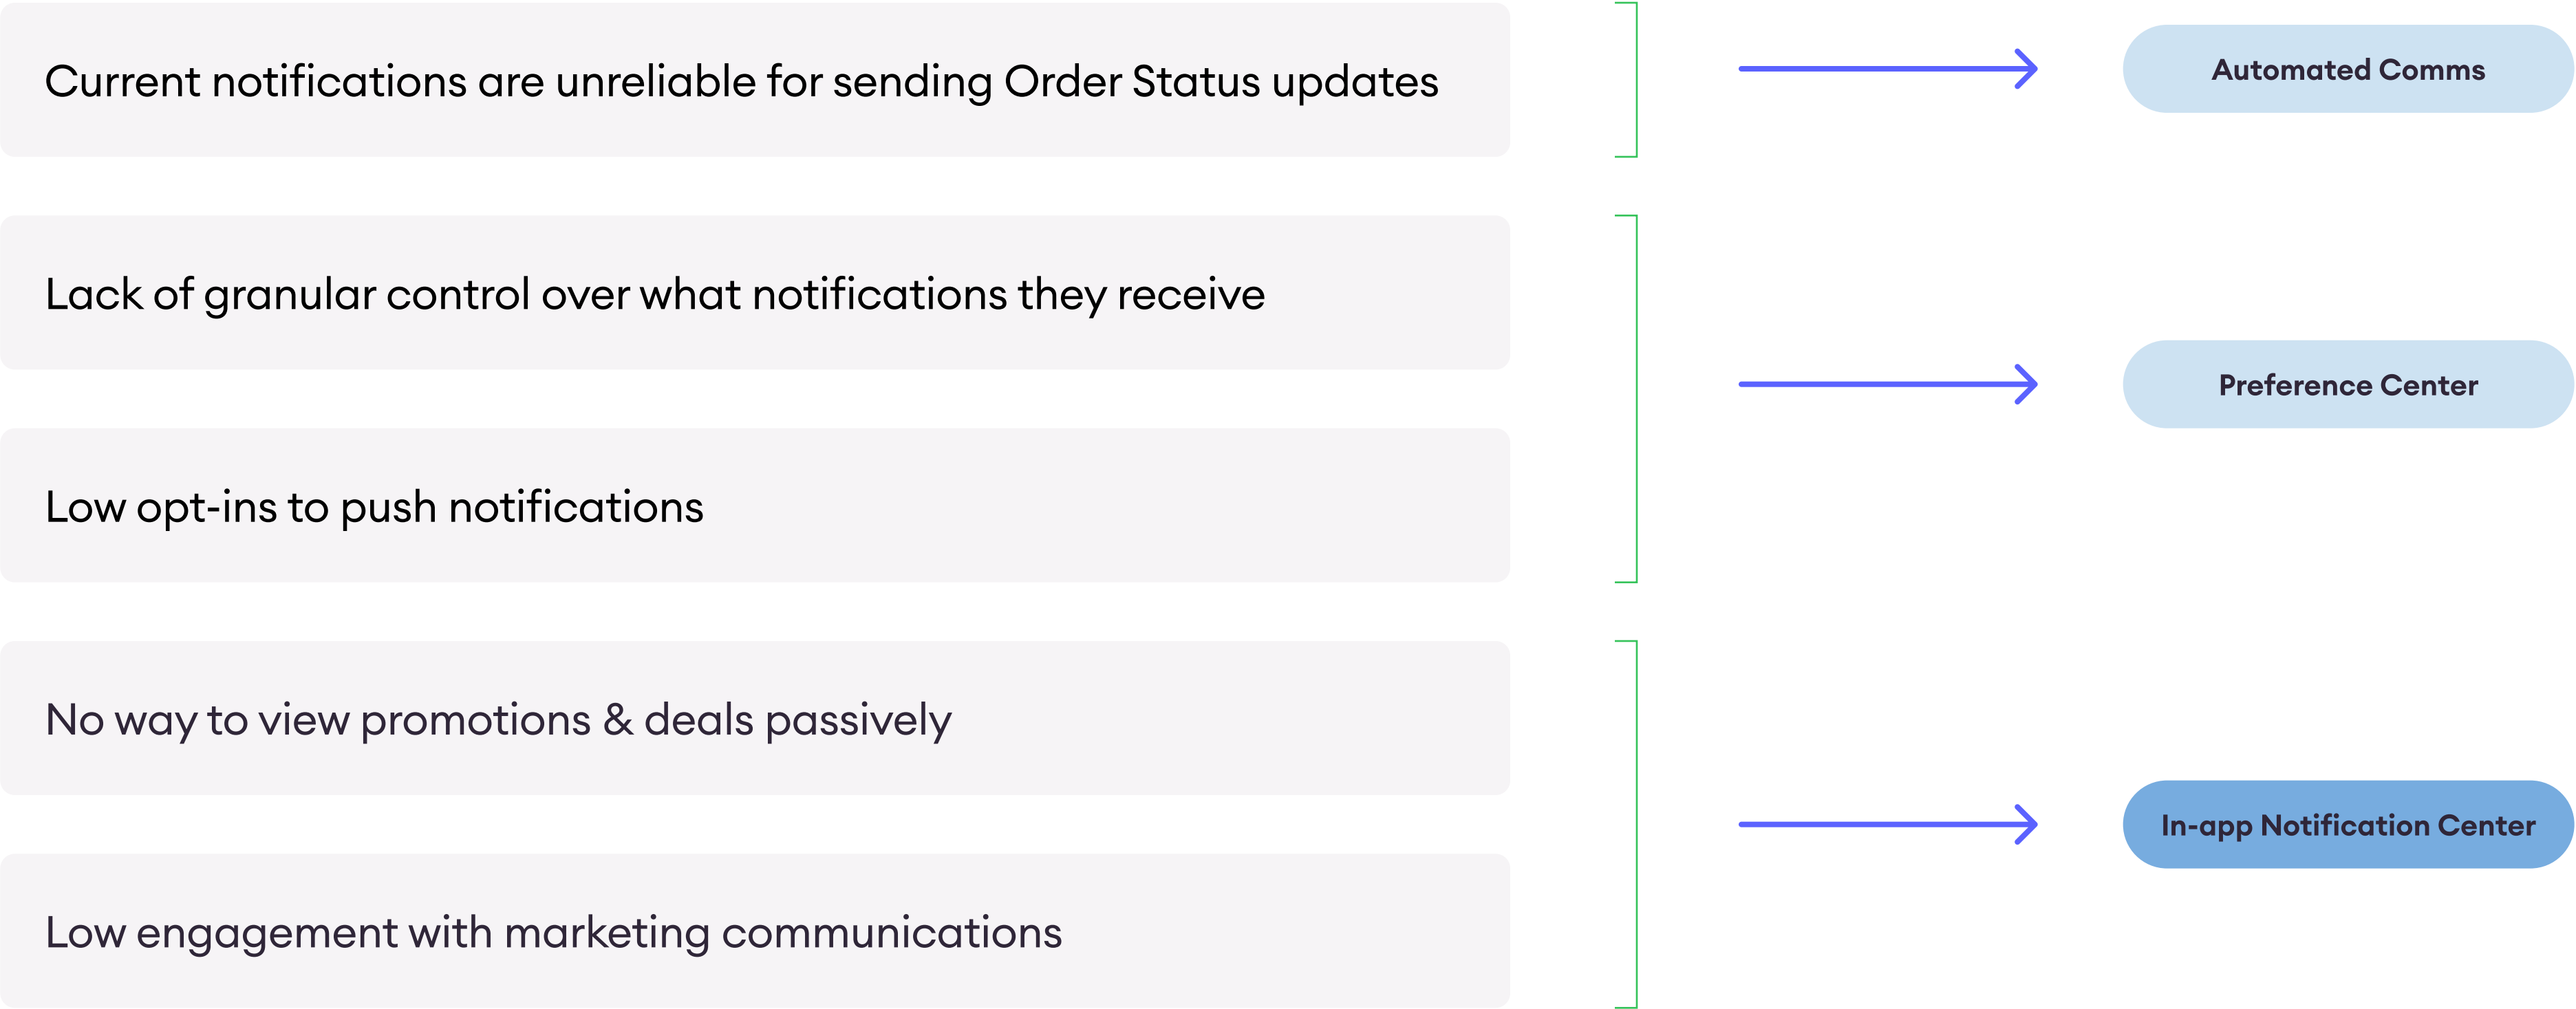 Current notifications are unreliable for sending Order Status updates
Automated Comms
Lack of granular control over what notifications they receive
Low opt-ins to push notifications
Preference Center
No way to view promotions & deals passively
Low engagement with marketing communications
In-app Notification Center